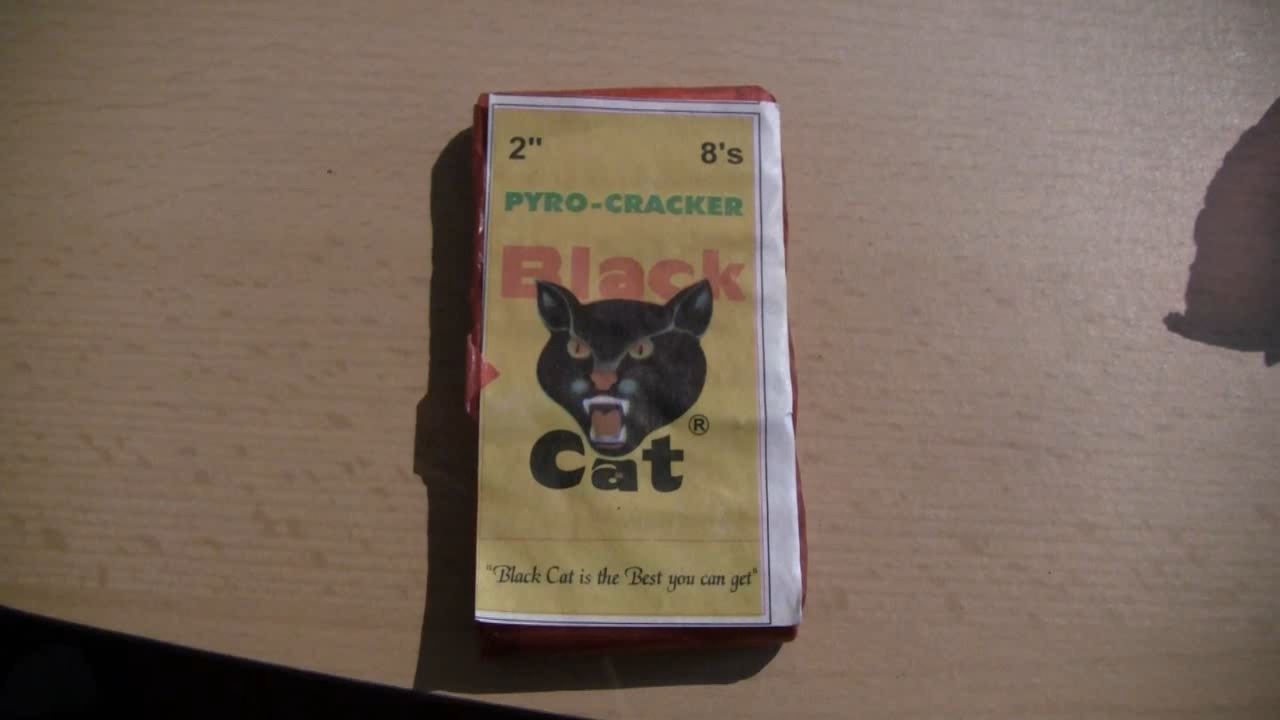 2" 8's
PYRO-CRACKER
Black
Cat ®
"Black Cat is the Best you can get"